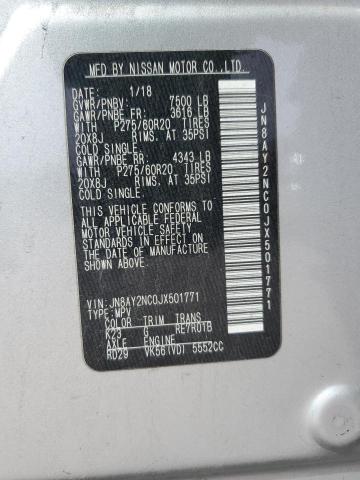 MFD BY NISSAN MOTOR CO.,LTD.
DATE: 1/18
GVWR/PNBV: 7500 LB
GAWR/PNBE FR: 3616 LB
WITH P275/60R20 TIRES
20X8J RIMS, AT 35PSI
COLD SINGLE
GAWR/PNBE RR: 4343 LB
WITH P275/60R20 TIRES
20X8J RIMS, AT 35PSI
COLD SINGLE
THIS VEHICLE CONFORMS TO
ALL APPLICABLE FEDERAL
MOTOR VEHICLE SAFETY
STANDARDS IN EFFECT ON
THE DATE OF MANUFACTURE
SHOWN ABOVE.
VIN: JN8AY2NC0JX501771
TYPE: MPV
COLOR TRIM TRANS
K23 G RE7R01B
AXLE ENGINE
RD29 VK56(VD) 5552CC
JN8AY2NC0JX501771